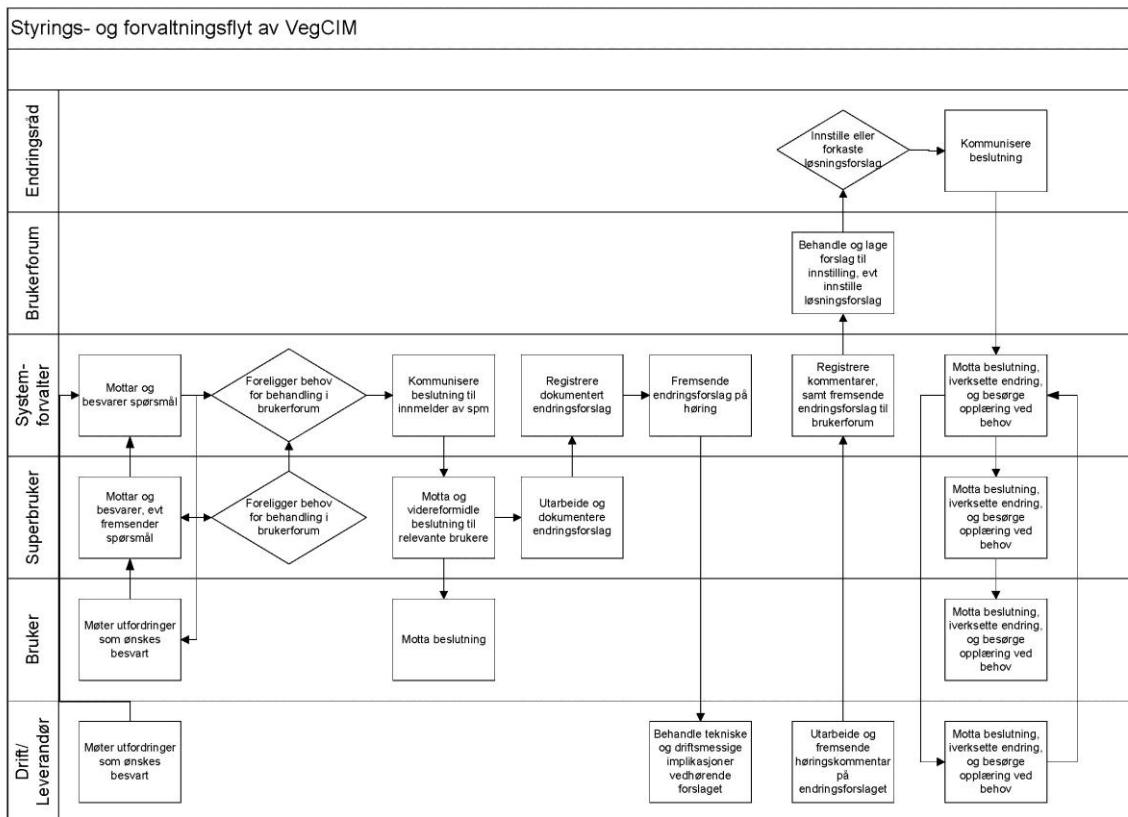 Styrings- og forvaltningsflyt av VegCIM
Endringsråd
Innstille eller
forkaste
løsningsforslag
Kommunisere
beslutning
Brukerforum
Behandle og lage
forslag til
innstilling, evt
innstille
løsningsforslag
System-
forvalter
Mottar og
besvarer spørsmål
Foreligger behov
for behandling i
brukerforum
Kommunisere
beslutning til
innmelder av spm
Registrere
dokumentert
endringsforslag
Fremsende
endringsforslag på
høring
Registrere
kommentarer,
samt fremsende
endringsforslag til
brukerforum
Motta beslutning,
iverksette endring,
og besørge
opplæring ved
behov
Superbruker
Mottar og
besvarer, evt
fremsender
spørsmål
Foreligger behov
for behandling i
brukerforum
Motta og
videreformidle
beslutning til
relevante brukere
Utarbeide og
dokumentere
endringsforslag
Motta beslutning,
iverksette endring,
og besørge
opplæring ved
behov
Bruker
Møter utfordringer
som ønskes
besvart
Motta beslutning
Motta beslutning,
iverksette endring,
og besørge
opplæring ved
behov
Drift/
Leverandør
Møter utfordringer
som ønskes
besvart
Behandle tekniske
og driftsmessige
implikasjoner
vedhørende
forslaget
Utarbeide og
fremsende
høringskommentar
på
endringsforslaget
Motta beslutning,
iverksette endring,
og besørge
opplæring ved
behov